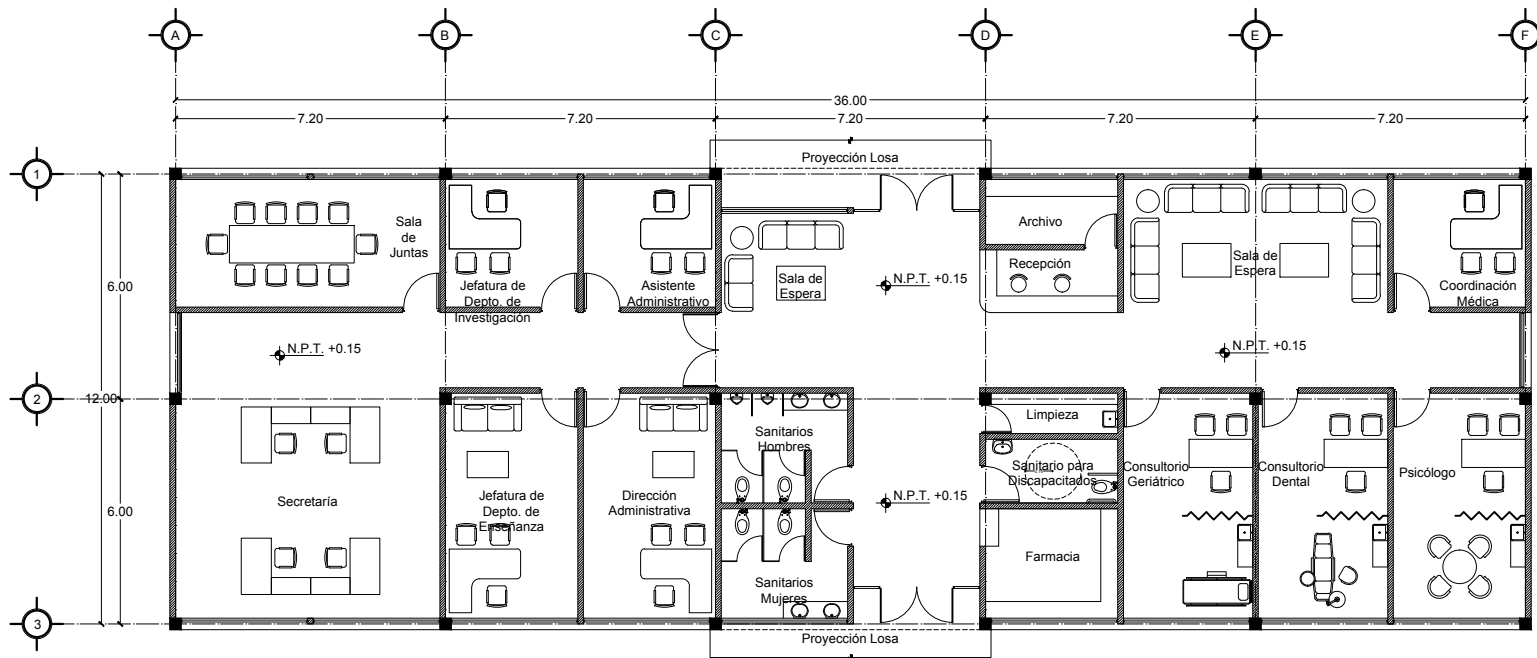 A
B
C
D
E
F
36.00
7.20
7.20
7.20
7.20
7.20
1
2
3
6.00
12.00
6.00
Proyección Losa
Sala
de
Juntas
Jefatura de
Depto. de
Investigación
Asistente
Administrativo
Sala de
Espera
N.P.T. +0.15
Archivo
Recepción
Sala de
Espera
Coordinación
Médica
N.P.T. +0.15
N.P.T. +0.15
Secretaría
Jefatura de
Depto. de
Enseñanza
Dirección
Administrativa
Sanitarios
Hombres
Sanitarios
Mujeres
N.P.T. +0.15
Limpieza
Sanitario para
Discapacitados
Farmacia
Consultorio
Geriátrico
Consultorio
Dental
Psicólogo
Proyección Losa